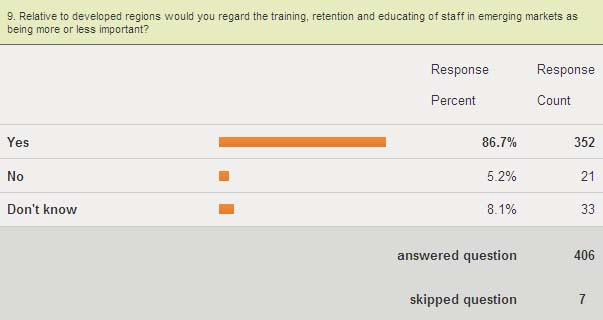 9. Relative to developed regions would you regard the training, retention and educating of staff in emerging markets as
being more or less important?
Response Response
Percent Count
Yes 86.7% 352
No 5.2% 21
Don't know 8.1% 33
answered question 406
skipped question 7